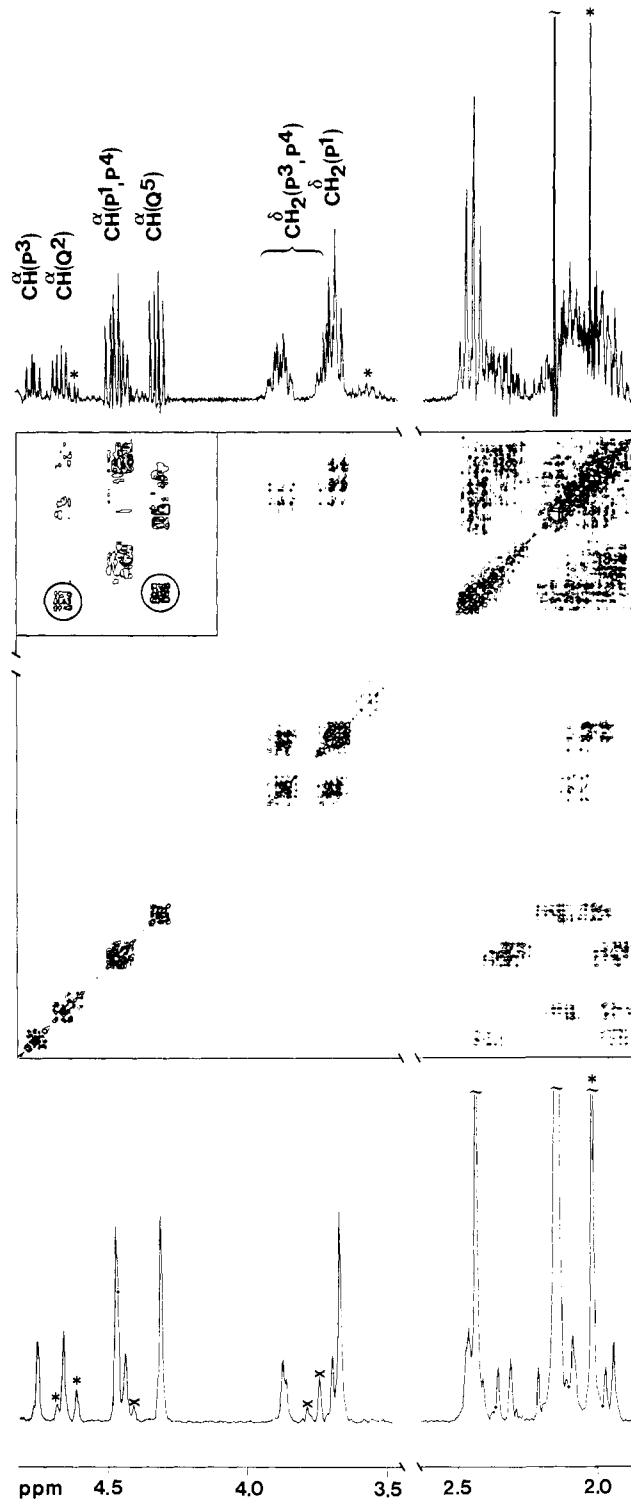 ~ *
α CH(P³)
α CH(Q²)
*
α CH(P¹,P⁴)
α CH(Q⁵)
δ CH₂(P³,P⁴)
δ CH₂(P¹)
*
~ ~ *
* * x x x
ppm 4.5 4.0 3.5 2.5 2.0